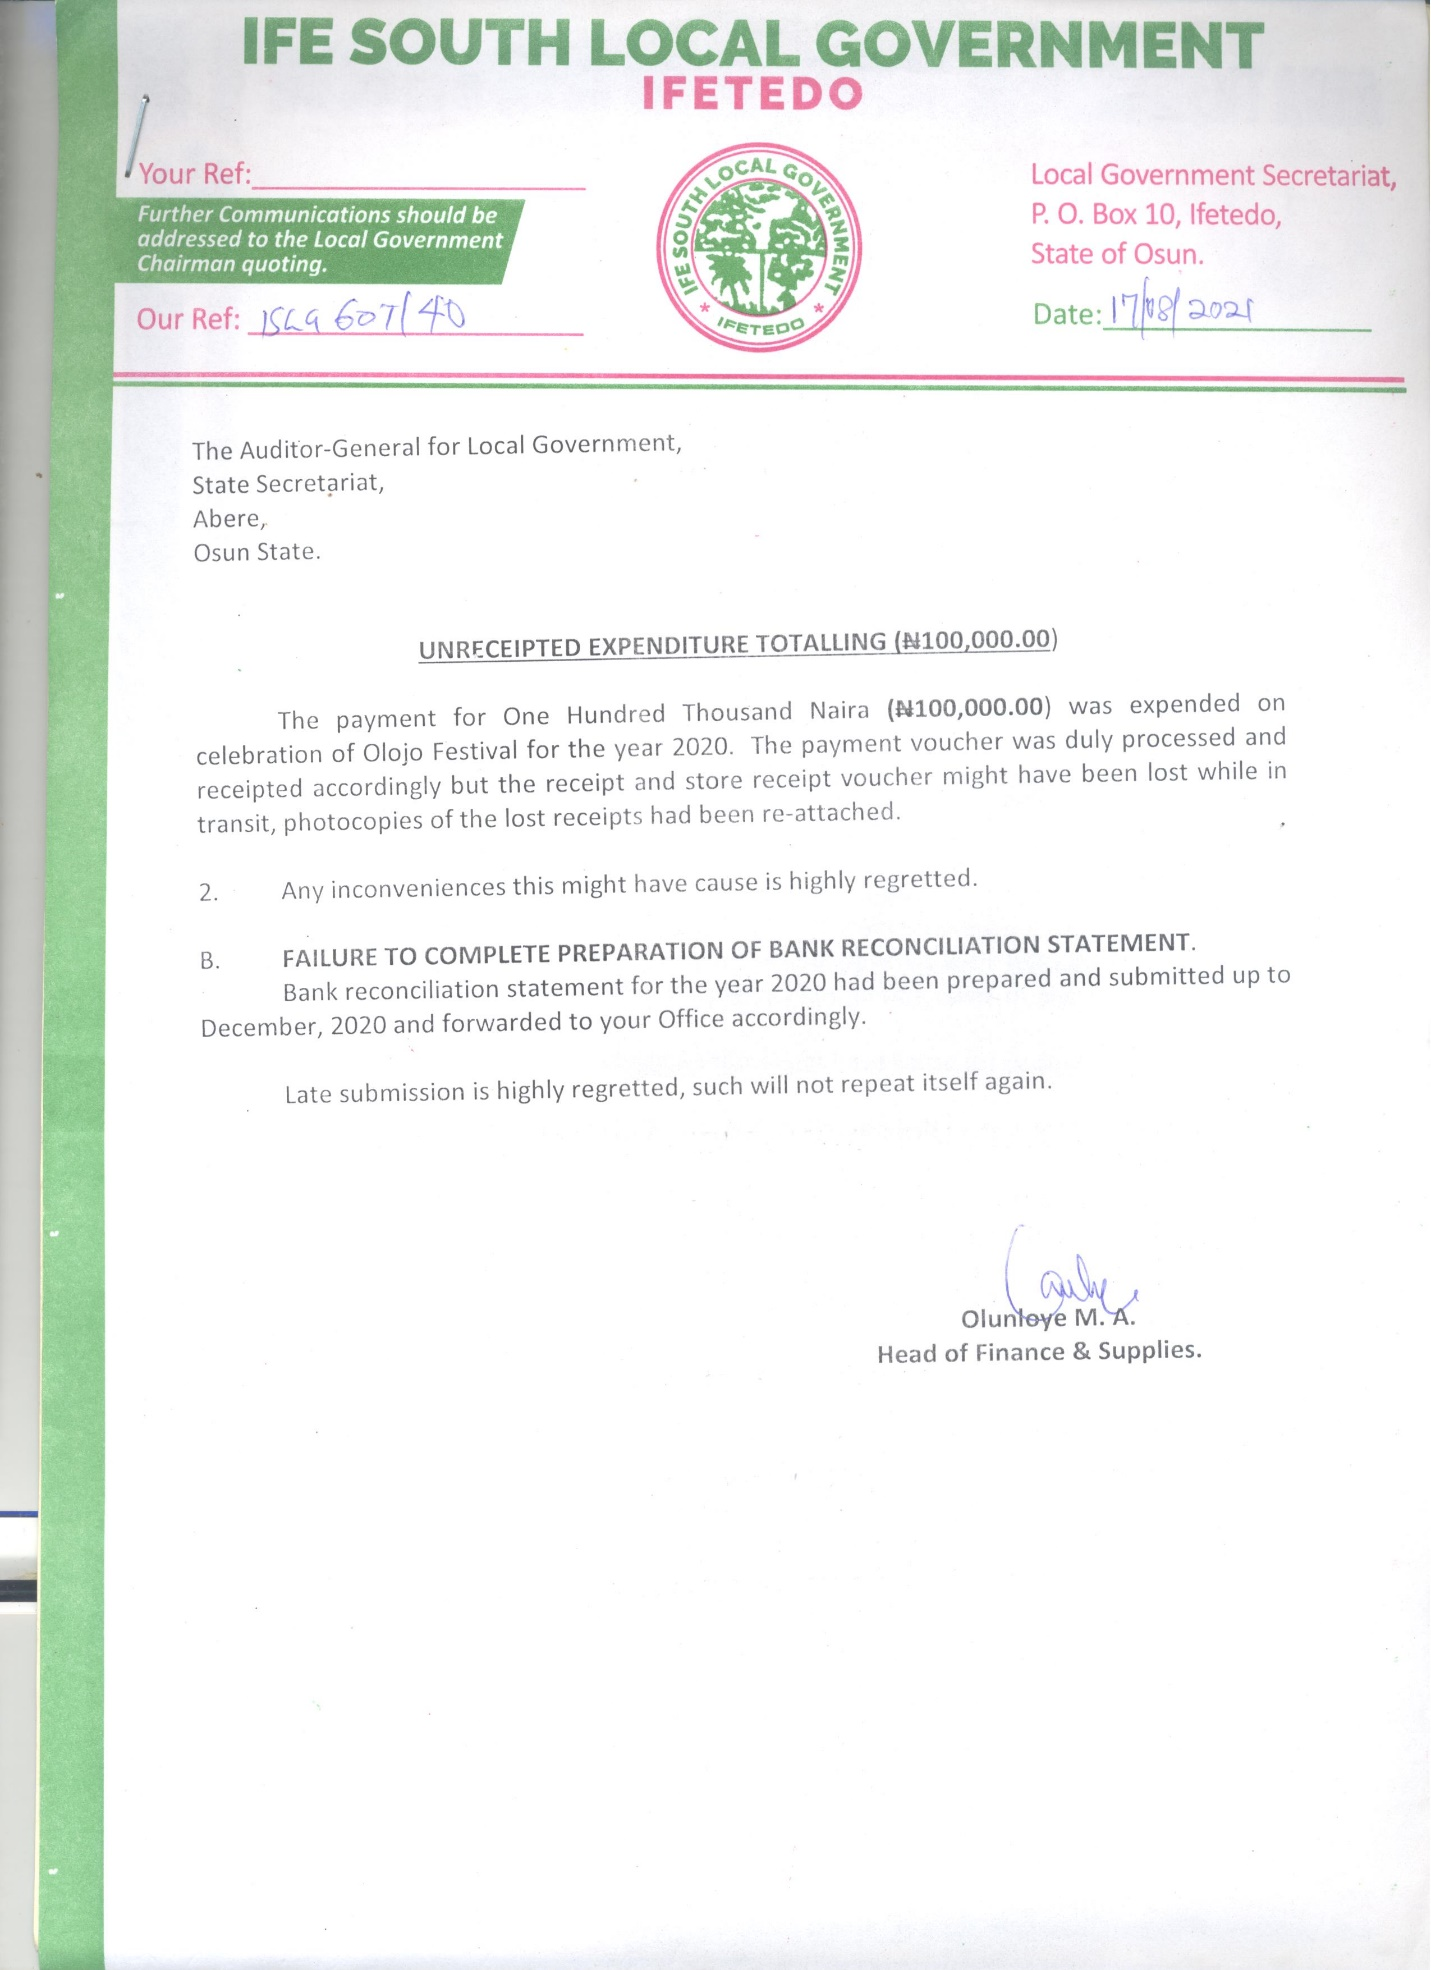 IFE SOUTH LOCAL GOVERNMENT
IFETEDO
Your Ref:
Further Communications should be
addressed to the Local Government
Chairman quoting.
Our Ref: ISLG 607/40
IFE SOUTH LOCAL GOVERNMENT
* IFETEDO *
Local Government Secretariat,
P. O. Box 10, Ifetedo,
State of Osun.
Date: 17/08/2021
The Auditor-General for Local Government,
State Secretariat,
Abere,
Osun State.
UNRECEIPTED EXPENDITURE TOTALLING (₦100,000.00)
The payment for One Hundred Thousand Naira (₦100,000.00) was expended on
celebration of Olojo Festival for the year 2020. The payment voucher was duly processed and
receipted accordingly but the receipt and store receipt voucher might have been lost while in
transit, photocopies of the lost receipts had been re-attached.
2. Any inconveniences this might have cause is highly regretted.
B. FAILURE TO COMPLETE PREPARATION OF BANK RECONCILIATION STATEMENT.
Bank reconciliation statement for the year 2020 had been prepared and submitted up to
December, 2020 and forwarded to your Office accordingly.
Late submission is highly regretted, such will not repeat itself again.
Olunloye M. A.
Head of Finance & Supplies.